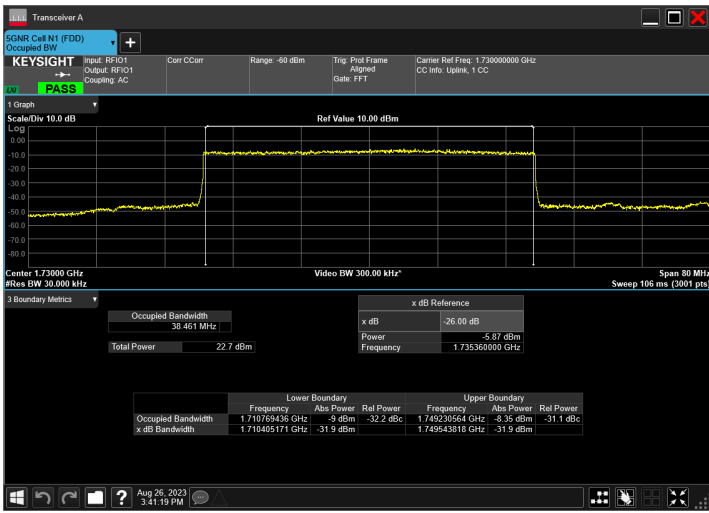 Transceiver A
5GNR Cell N1 (FDD)
Occupied BW
KEYSIGHT
PASS
Input: RFIO1
Output: RFIO1
Coupling: AC
Corr CCorr
Range: -60 dBm
Trig: Prot Frame
Aligned
Gate: FFT
Carrier Ref Freq: 1.730000000 GHz
CC Info: Uplink, 1 CC
1 Graph
Scale/Div 10.0 dB
Ref Value 10.00 dBm
Log
0.00
-10.0
-20.0
-30.0
-40.0
-50.0
-60.0
-70.0
-80.0
Center 1.73000 GHz
Video BW 300.00 kHz*
Span 80 MHz
#Res BW 30.000 kHz
Sweep 106 ms (3001 pts)
3 Boundary Metrics
Occupied Bandwidth
38.461 MHz
Total Power 22.7 dBm
x dB Reference
x dB -26.00 dB
Power -5.87 dBm
Frequency 1.735360000 GHz
Lower Boundary Upper Boundary
Frequency Abs Power Rel Power Frequency Abs Power Rel Power
Occupied Bandwidth 1.710769436 GHz -9 dBm -32.2 dBc 1.749230564 GHz -8.35 dBm -31.1 dBc
x dB Bandwidth 1.710405171 GHz -31.9 dBm 1.749543818 GHz -31.9 dBm
?
Aug 26, 2023
3:41:19 PM